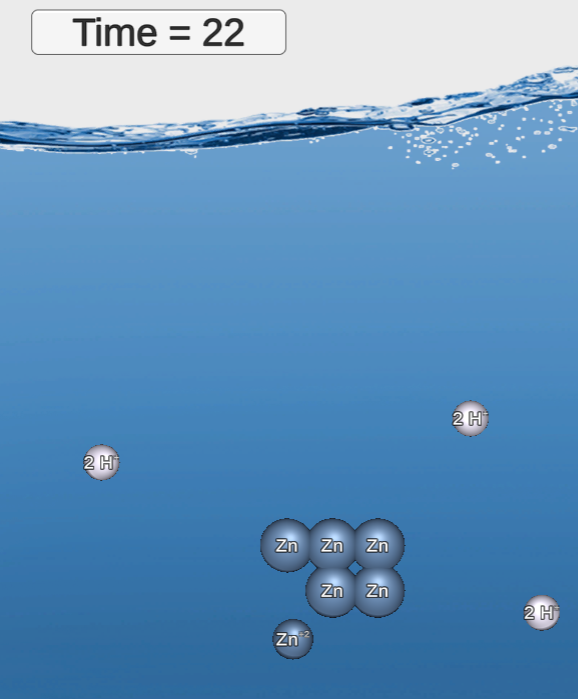 Time = 22
2 H⁺
2 H⁺
Zn Zn Zn
Zn Zn
2 H⁺
Zn⁺²